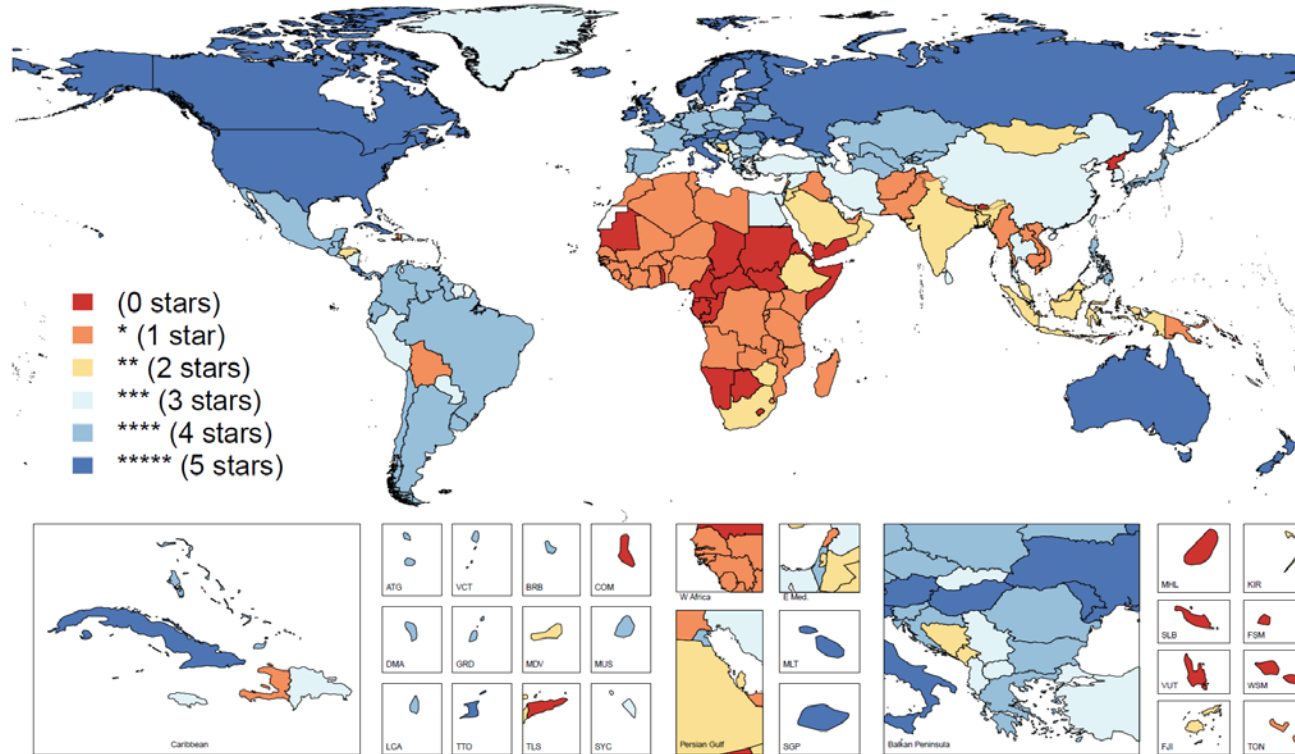 (0 stars)
* (1 star)
** (2 stars)
*** (3 stars)
**** (4 stars)
***** (5 stars)
Caribbean
ATG
VCT
BRB
COM
DMA
GRD
MDV
MUS
LCA
TTO
TLS
SYC
W Africa
E Med.
Persian Gulf
MLT
SGP
Balkan Peninsula
MHL
KIR
SLB
FSM
VUT
WSM
FJI
TON